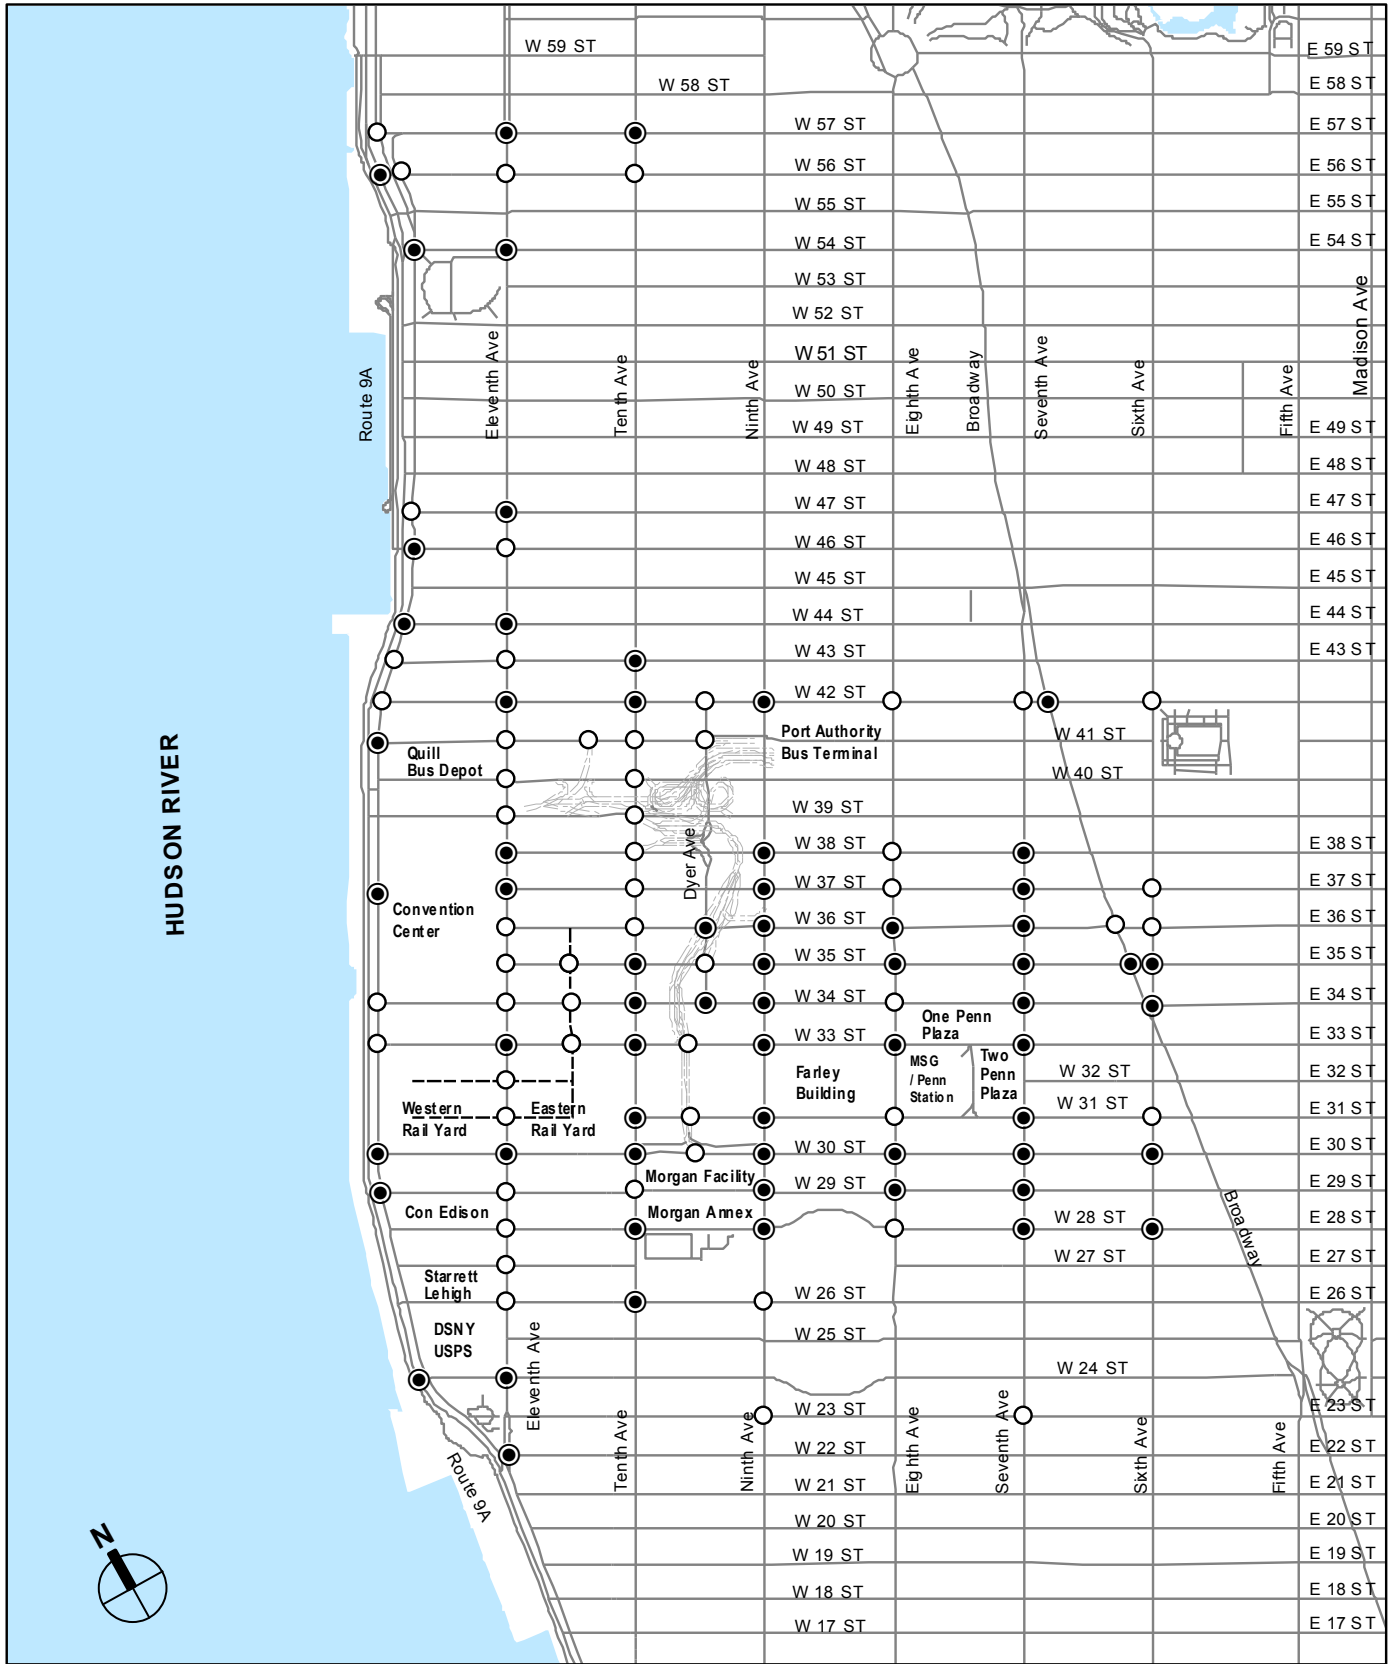 W 59 ST
E 59 ST
W 58 ST
E 58 ST
W 57 ST
E 57 ST
W 56 ST
E 56 ST
W 55 ST
E 55 ST
W 54 ST
E 54 ST
W 53 ST
W 52 ST
W 51 ST
W 50 ST
Route 9A
Eleventh Ave
Tenth Ave
Ninth Ave
Eighth Ave
Broadway
Seventh Ave
Sixth Ave
Fifth Ave
Madison Ave
W 49 ST
E 49 ST
W 48 ST
E 48 ST
W 47 ST
E 47 ST
W 46 ST
E 46 ST
W 45 ST
E 45 ST
W 44 ST
E 44 ST
W 43 ST
E 43 ST
W 42 ST
Port Authority
Bus Terminal
W 41 ST
Quill
Bus Depot
W 40 ST
HUDSON RIVER
W 39 ST
Dyer Ave
W 38 ST
E 38 ST
W 37 ST
E 37 ST
Convention
Center
W 36 ST
E 36 ST
W 35 ST
E 35 ST
W 34 ST
E 34 ST
One Penn
Plaza
W 33 ST
E 33 ST
MSG
/ Penn
Station
Two
Penn
Plaza
Farley
Building
W 32 ST
E 32 ST
Western
Rail Yard
Eastern
Rail Yard
W 31 ST
E 31 ST
W 30 ST
E 30 ST
Morgan Facility
W 29 ST
E 29 ST
Con Edison
Morgan Annex
W 28 ST
E 28 ST
Broadway
W 27 ST
E 27 ST
Starrett
Lehigh
W 26 ST
E 26 ST
DSNY
USPS
W 25 ST
Eleventh Ave
W 24 ST
W 23 ST
E 23 ST
Tenth Ave
Ninth Ave
Eighth Ave
Seventh Ave
Sixth Ave
Fifth Ave
W 22 ST
E 22 ST
Route 9A
W 21 ST
E 21 ST
W 20 ST
E 20 ST
N
W 19 ST
E 19 ST
W 18 ST
E 18 ST
W 17 ST
E 17 ST